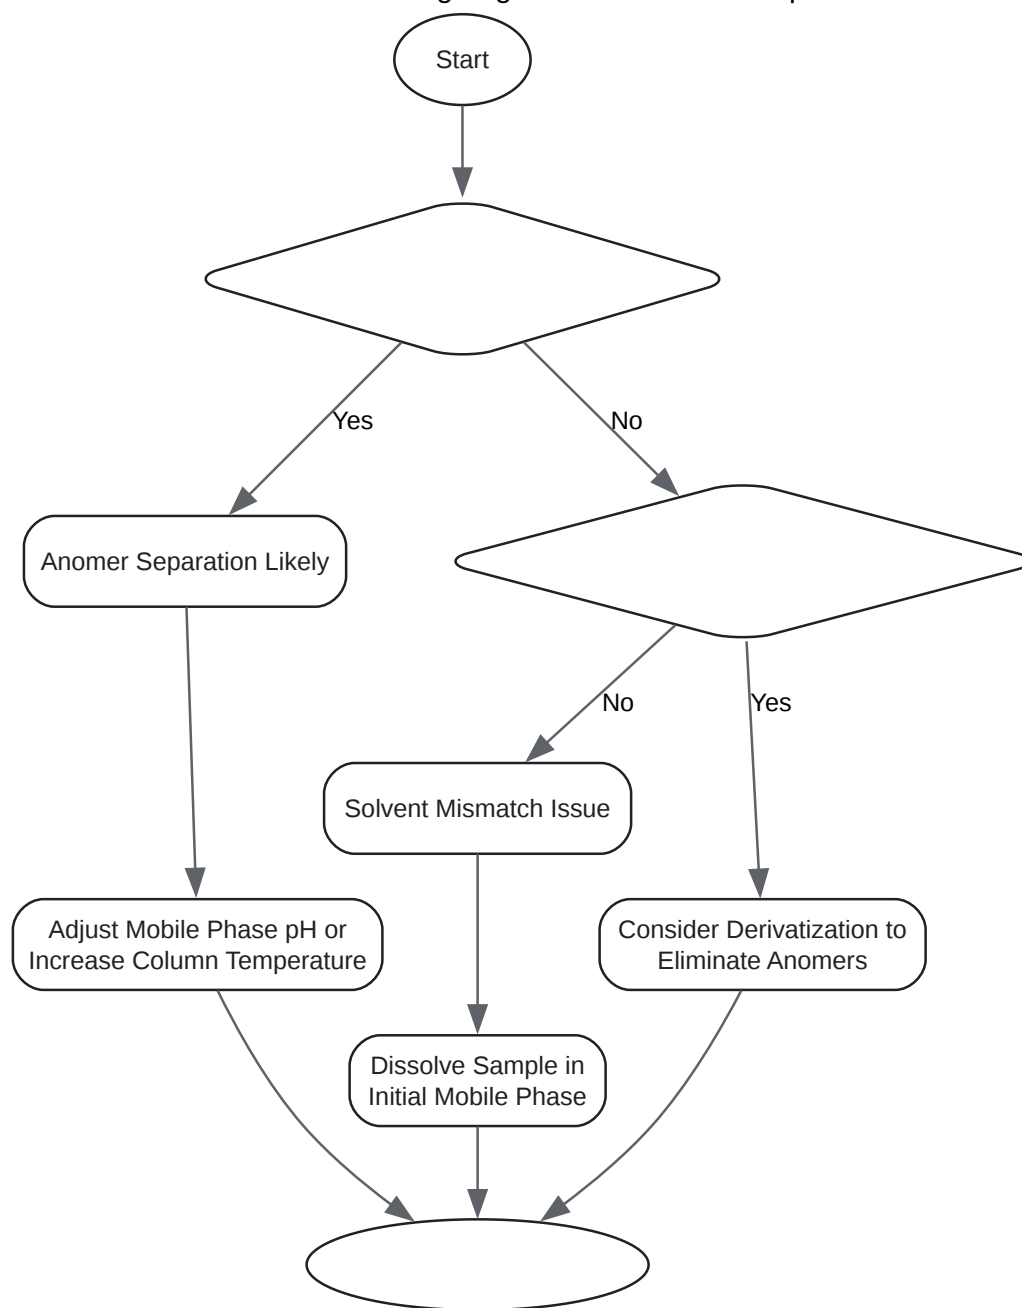 Start
Yes
No
Anomer Separation Likely
No
Yes
Solvent Mismatch Issue
Adjust Mobile Phase pH or
Increase Column Temperature
Consider Derivatization to
Eliminate Anomers
Dissolve Sample in
Initial Mobile Phase